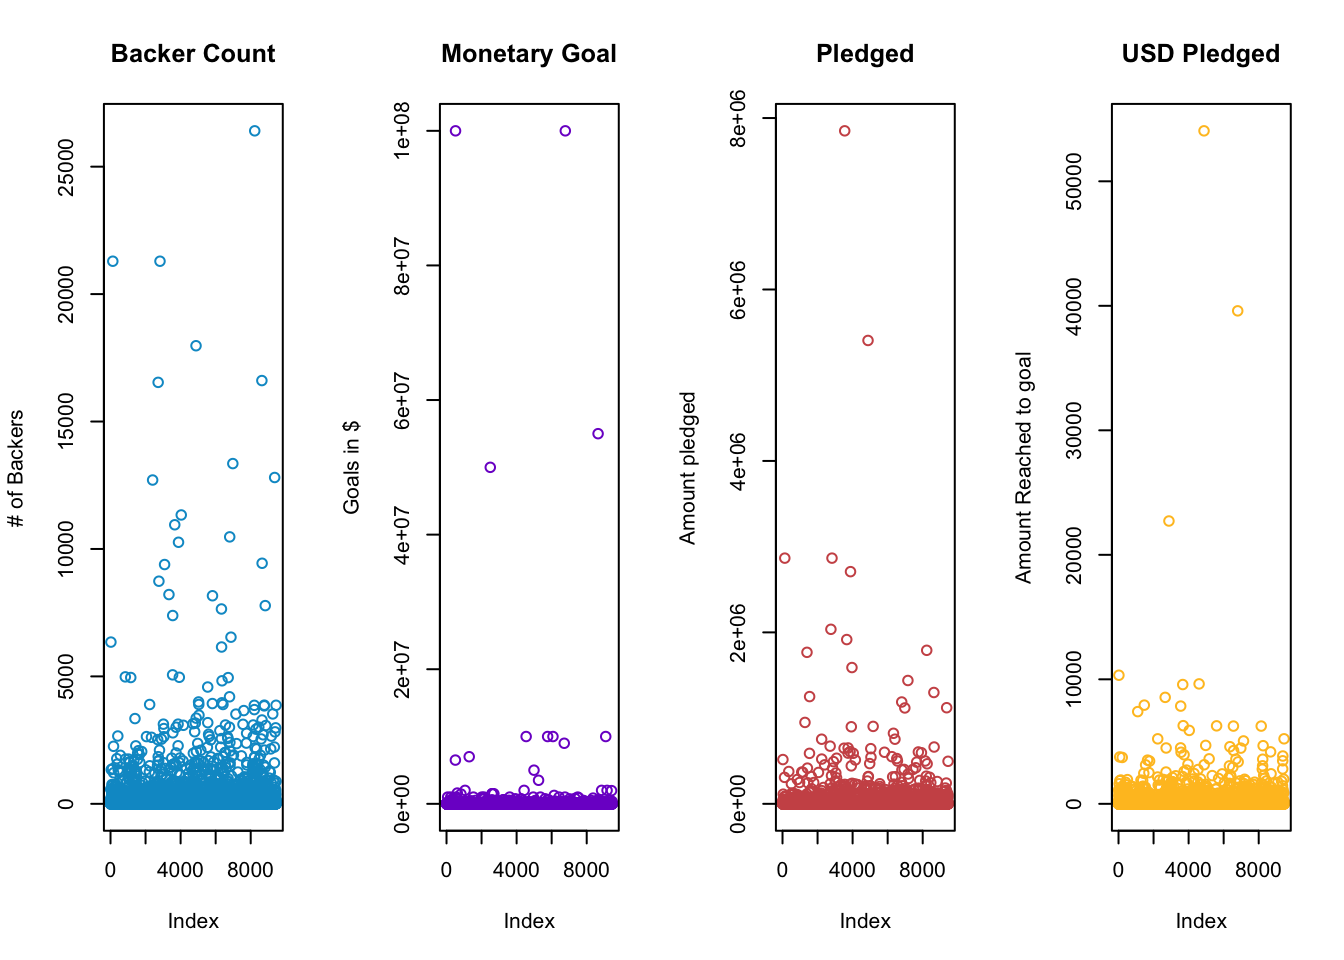 Backer Count
# of Backers
25000
20000
15000
10000
5000
0
0 4000 8000
Index
Monetary Goal
Goals in $
1e+08
8e+07
6e+07
4e+07
2e+07
0e+00
0 4000 8000
Index
Pledged
Amount pledged
8e+06
6e+06
4e+06
2e+06
0e+00
0 4000 8000
Index
USD Pledged
Amount Reached to goal
50000
40000
30000
20000
10000
0
0 4000 8000
Index